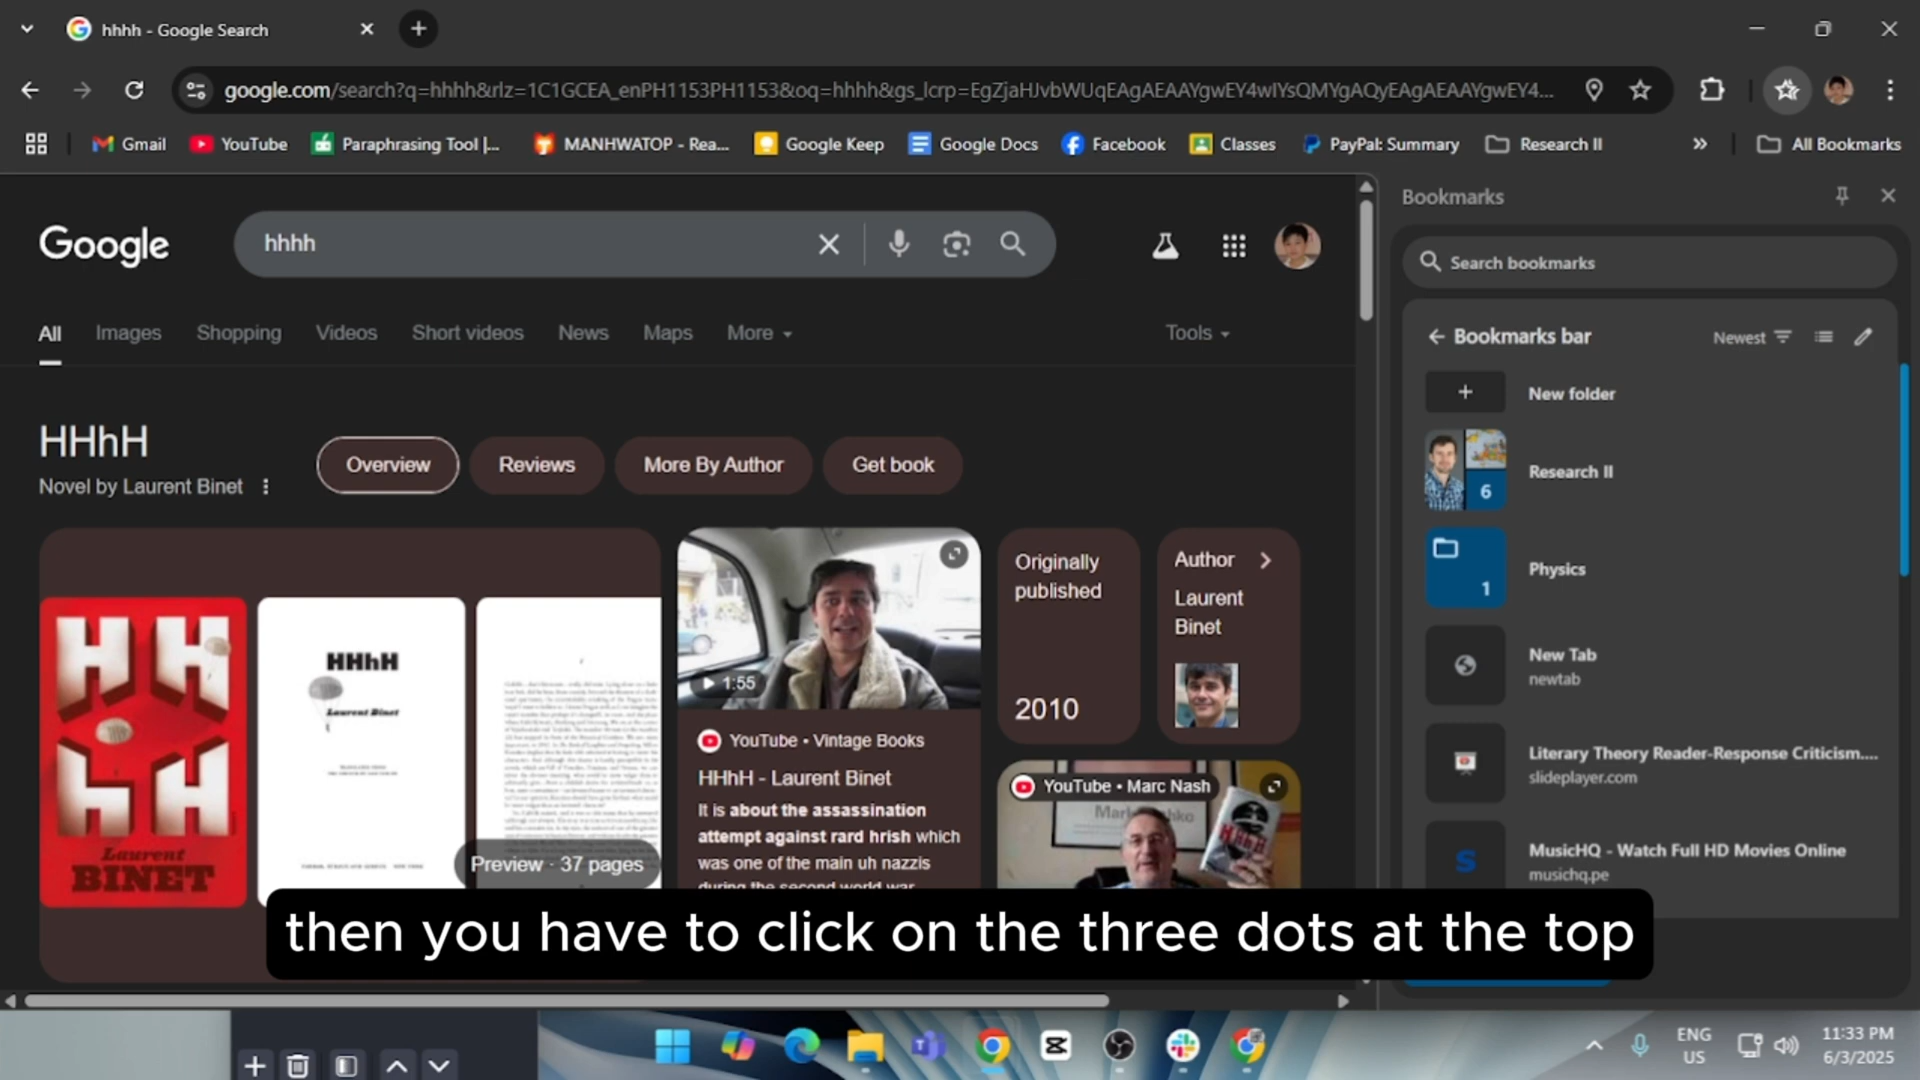 hhhh - Google Search
google.com/search?q=hhhh&rlz=1C1GCEA_enPH1153PH1153&oq=hhhh&gs_lcrp=EgZjaHJvbWUqEAgAEAAYgwEY4wIYsQMYgAQyEAgAEAAYgwEY4...
Gmail YouTube Paraphrasing Tool |... MANHWATOP - Rea... Google Keep Google Docs Facebook Classes PayPal: Summary Research II » All Bookmarks
Google
hhhh
All Images Shopping Videos Short videos News Maps More Tools
HHhH
Novel by Laurent Binet
Overview Reviews More By Author Get book
HHhH
Laurent
BINET
HHhH
Laurent Binet
Preview · 37 pages
1:55
YouTube • Vintage Books
HHhH - Laurent Binet
It is about the assassination
attempt against rard hrish which
was one of the main uh nazzis
during the second world war
Originally
published
2010
Author
Laurent
Binet
YouTube • Marc Nash
Bookmarks
Search bookmarks
Bookmarks bar
Newest
New folder
6
Research II
1
Physics
New Tab
newtab
Literary Theory Reader-Response Criticism....
slideplayer.com
MusicHQ - Watch Full HD Movies Online
musichq.pe
then you have to click on the three dots at the top
ENG
US
11:33 PM
6/3/2025